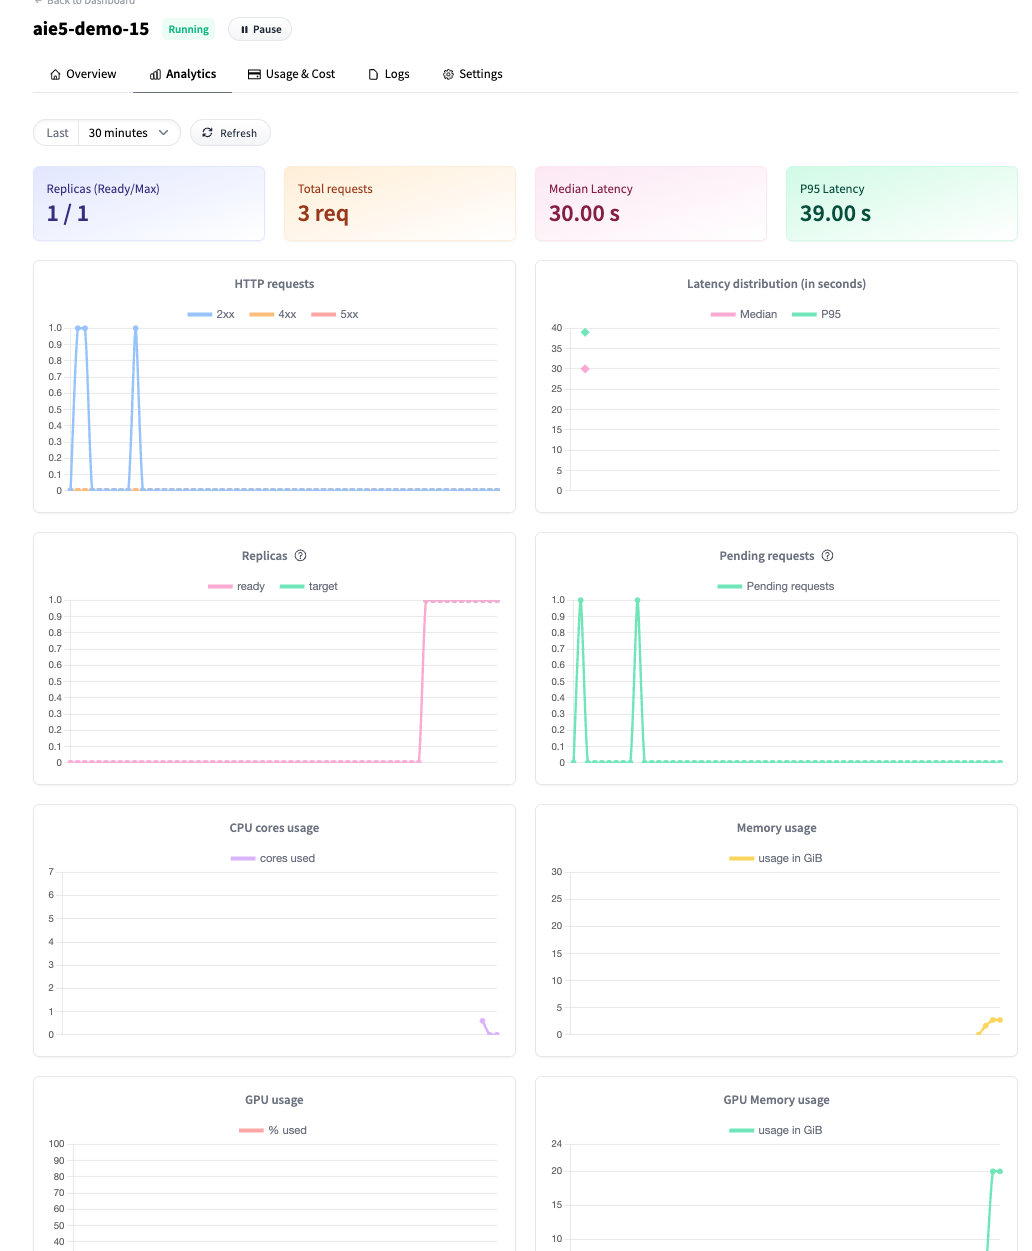 ← Back to Dashboard
aie5-demo-15 Running Pause
Overview Analytics Usage & Cost Logs Settings
Last 30 minutes Refresh
Replicas (Ready/Max)
1 / 1
Total requests
3 req
Median Latency
30.00 s
P95 Latency
39.00 s
HTTP requests
2xx 4xx 5xx
1.0
0.9
0.8
0.7
0.6
0.5
0.4
0.3
0.2
0.1
0
Latency distribution (in seconds)
Median P95
40
35
30
25
20
15
10
5
0
Replicas ?
ready target
1.0
0.9
0.8
0.7
0.6
0.5
0.4
0.3
0.2
0.1
0
Pending requests ?
Pending requests
1.0
0.9
0.8
0.7
0.6
0.5
0.4
0.3
0.2
0.1
0
CPU cores usage
cores used
7
6
5
4
3
2
1
0
Memory usage
usage in GiB
30
25
20
15
10
5
0
GPU usage
% used
100
90
80
70
60
50
40
GPU Memory usage
usage in GiB
24
20
15
10